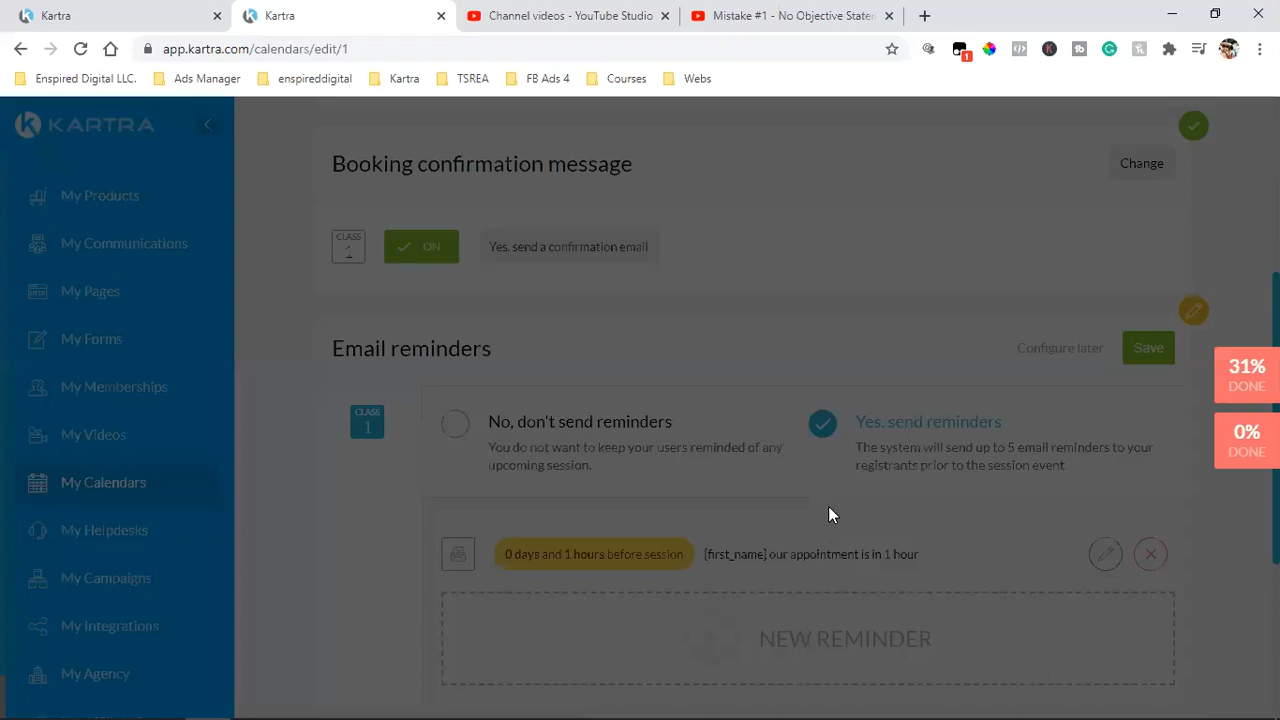 Kartra
Kartra
Channel videos - YouTube Studio
Mistake #1 - No Objective State
app.kartra.com/calendars/edit/1
1
Enspired Digital LLC.
Ads Manager
enspireddigital
Kartra
TSREA
FB Ads 4
Courses
Webs
KARTRA
My Products
My Communications
My Pages
My Forms
My Memberships
My Videos
My Calendars
My Helpdesks
My Campaigns
My Integrations
My Agency
Booking confirmation message
Change
CLASS
1
ON
Yes. send a confirmation email
Email reminders
Configure later
Save
CLASS
1
No, don't send reminders
You do not want to keep your users reminded of any
upcoming session.
Yes. send reminders
The system will send up to 5 email reminders to your
registrants prior to the session event.
0 days and 1 hours before session
{first_name} our appointment is in 1 hour
NEW REMINDER
31%
DONE
0%
DONE